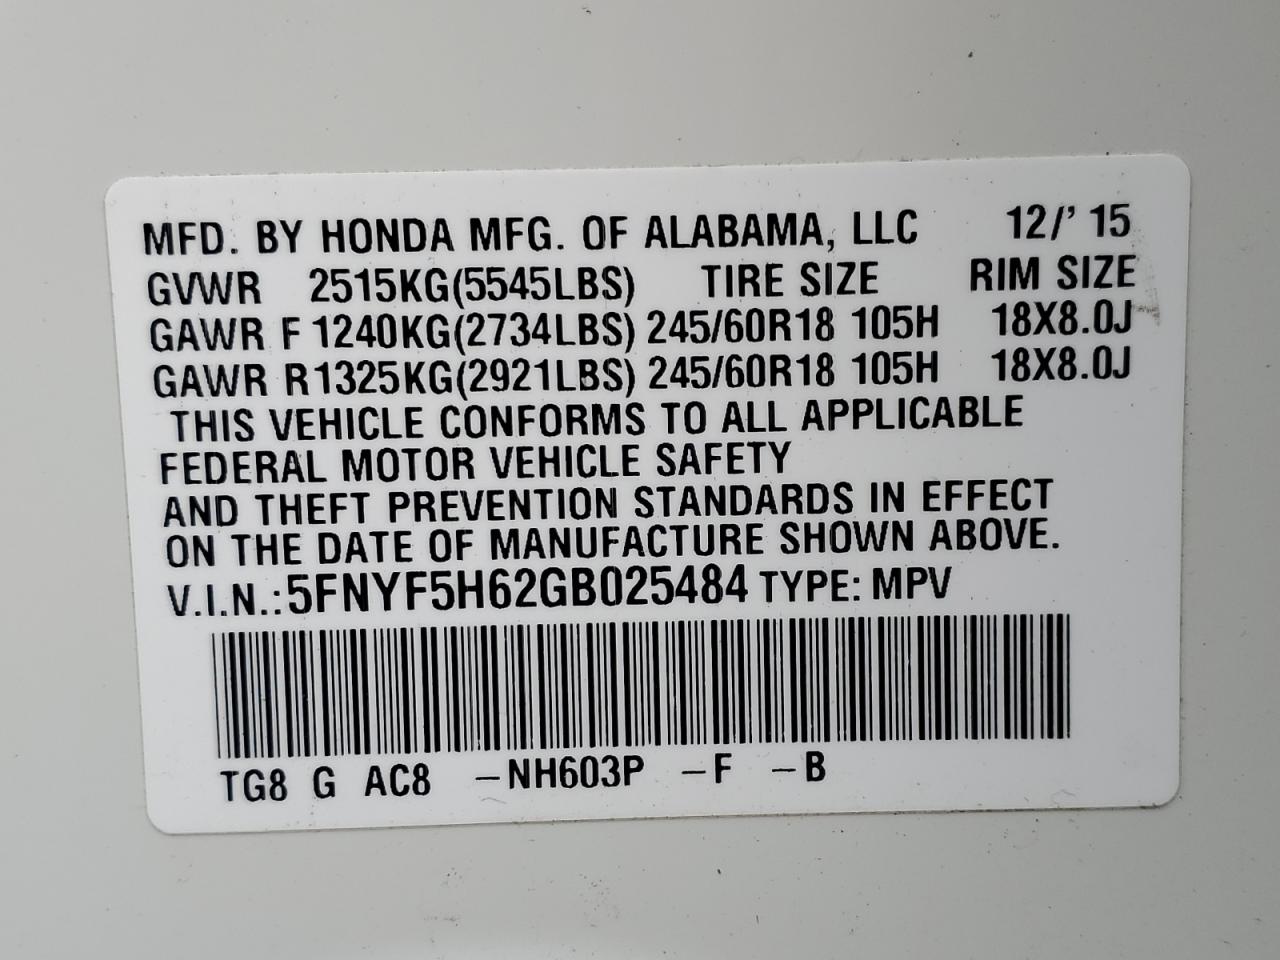 MFD. BY HONDA MFG. OF ALABAMA, LLC 12/' 15
GVWR 2515KG(5545LBS) TIRE SIZE RIM SIZE
GAWR F 1240KG(2734LBS) 245/60R18 105H 18X8.0J
GAWR R1325KG(2921LBS) 245/60R18 105H 18X8.0J
THIS VEHICLE CONFORMS TO ALL APPLICABLE
FEDERAL MOTOR VEHICLE SAFETY
AND THEFT PREVENTION STANDARDS IN EFFECT
ON THE DATE OF MANUFACTURE SHOWN ABOVE.
V.I.N.:5FNYF5H62GB025484 TYPE: MPV
TG8 G AC8 –NH603P –F –B